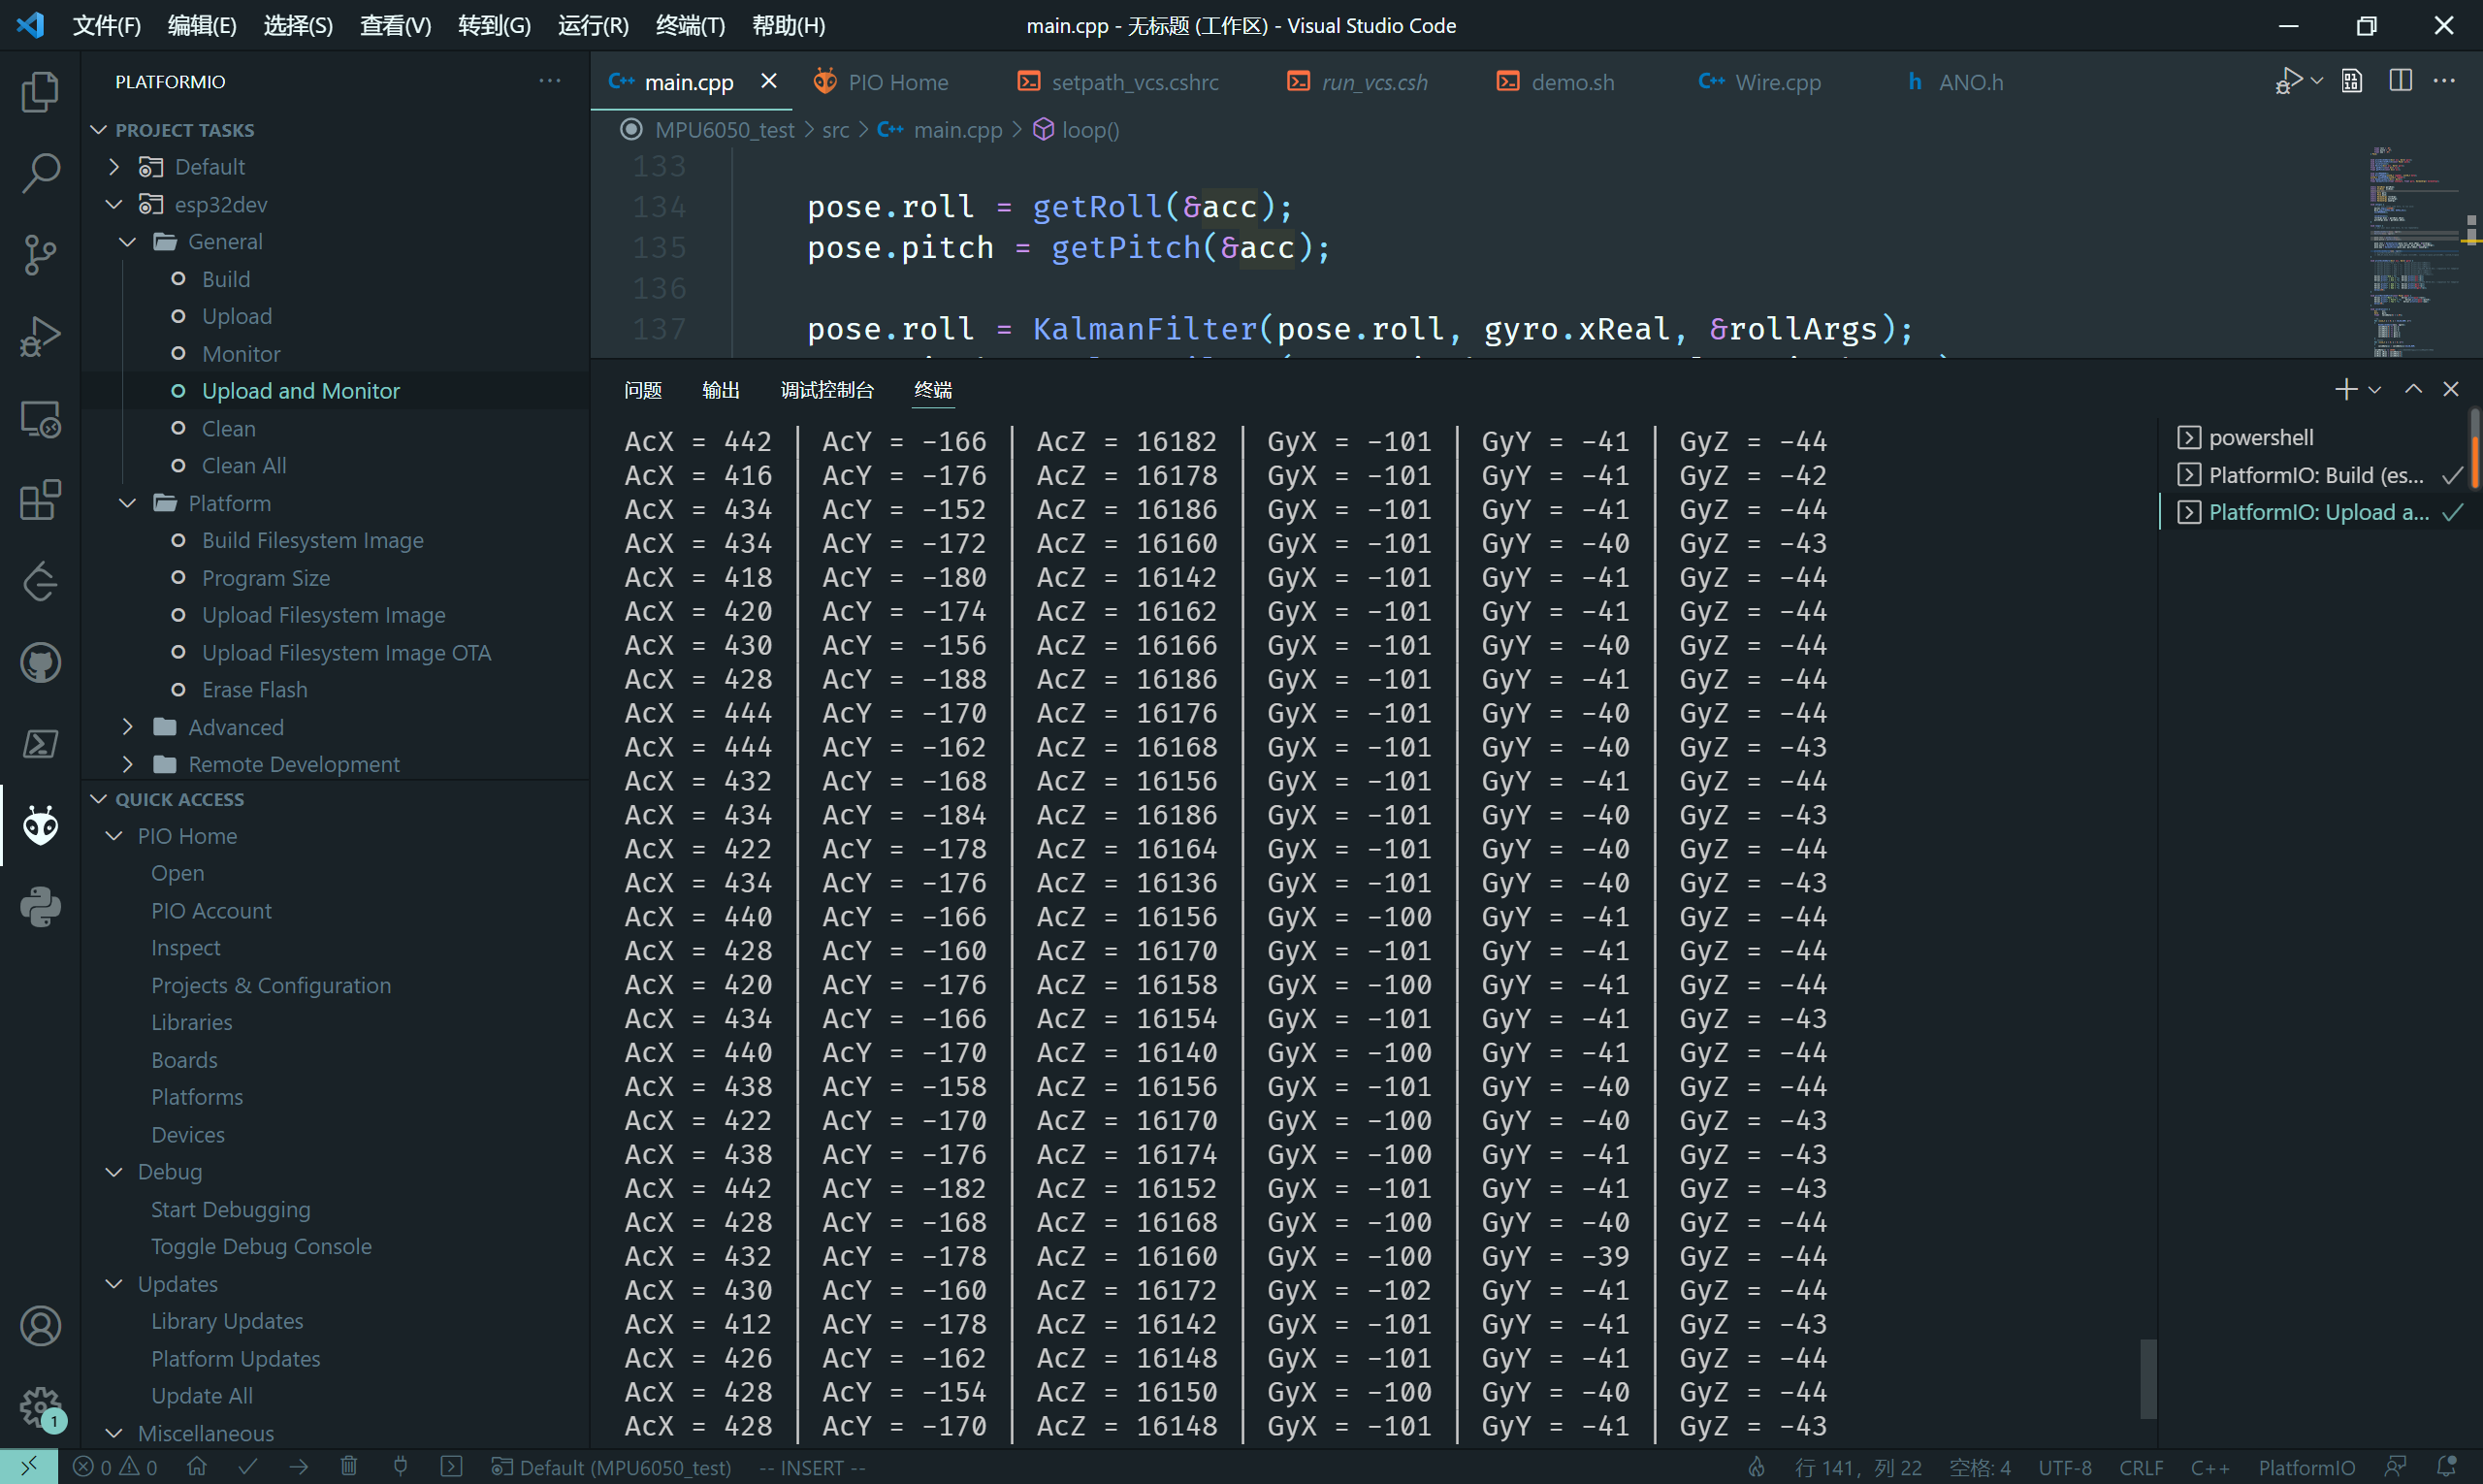 文件(F) 编辑(E) 选择(S) 查看(V) 转到(G) 运行(R) 终端(T) 帮助(H) main.cpp - 无标题 (工作区) - Visual Studio Code
PLATFORMIO
PROJECT TASKS
Default
esp32dev
General
Build
Upload
Monitor
Upload and Monitor
Clean
Clean All
Platform
Build Filesystem Image
Program Size
Upload Filesystem Image
Upload Filesystem Image OTA
Erase Flash
Advanced
Remote Development
QUICK ACCESS
PIO Home
Open
PIO Account
Inspect
Projects & Configuration
Libraries
Boards
Platforms
Devices
Debug
Start Debugging
Toggle Debug Console
Updates
Library Updates
Platform Updates
Update All
Miscellaneous
main.cpp PIO Home setpath_vcs.cshrc run_vcs.csh demo.sh Wire.cpp h ANO.h
MPU6050_test > src > main.cpp > loop()
133
134 pose.roll = getRoll(&acc);
135 pose.pitch = getPitch(&acc);
136
137 pose.roll = KalmanFilter(pose.roll, gyro.xReal, &rollArgs);
问题 输出 调试控制台 终端
AcX = 442 | AcY = -166 | AcZ = 16182 | GyX = -101 | GyY = -41 | GyZ = -44
AcX = 416 | AcY = -176 | AcZ = 16178 | GyX = -101 | GyY = -41 | GyZ = -42
AcX = 434 | AcY = -152 | AcZ = 16186 | GyX = -101 | GyY = -41 | GyZ = -44
AcX = 434 | AcY = -172 | AcZ = 16160 | GyX = -101 | GyY = -40 | GyZ = -43
AcX = 418 | AcY = -180 | AcZ = 16142 | GyX = -101 | GyY = -41 | GyZ = -44
AcX = 420 | AcY = -174 | AcZ = 16162 | GyX = -101 | GyY = -41 | GyZ = -44
AcX = 430 | AcY = -156 | AcZ = 16166 | GyX = -101 | GyY = -40 | GyZ = -44
AcX = 428 | AcY = -188 | AcZ = 16186 | GyX = -101 | GyY = -41 | GyZ = -44
AcX = 444 | AcY = -170 | AcZ = 16176 | GyX = -101 | GyY = -40 | GyZ = -44
AcX = 444 | AcY = -162 | AcZ = 16168 | GyX = -101 | GyY = -40 | GyZ = -43
AcX = 432 | AcY = -168 | AcZ = 16156 | GyX = -101 | GyY = -41 | GyZ = -44
AcX = 434 | AcY = -184 | AcZ = 16186 | GyX = -101 | GyY = -40 | GyZ = -43
AcX = 422 | AcY = -178 | AcZ = 16164 | GyX = -101 | GyY = -40 | GyZ = -44
AcX = 434 | AcY = -176 | AcZ = 16136 | GyX = -101 | GyY = -40 | GyZ = -43
AcX = 440 | AcY = -166 | AcZ = 16156 | GyX = -100 | GyY = -41 | GyZ = -44
AcX = 428 | AcY = -160 | AcZ = 16170 | GyX = -101 | GyY = -41 | GyZ = -44
AcX = 420 | AcY = -176 | AcZ = 16158 | GyX = -100 | GyY = -41 | GyZ = -44
AcX = 434 | AcY = -166 | AcZ = 16154 | GyX = -101 | GyY = -41 | GyZ = -43
AcX = 440 | AcY = -170 | AcZ = 16140 | GyX = -100 | GyY = -41 | GyZ = -44
AcX = 438 | AcY = -158 | AcZ = 16156 | GyX = -101 | GyY = -40 | GyZ = -44
AcX = 422 | AcY = -170 | AcZ = 16170 | GyX = -100 | GyY = -40 | GyZ = -43
AcX = 438 | AcY = -176 | AcZ = 16174 | GyX = -100 | GyY = -41 | GyZ = -43
AcX = 442 | AcY = -182 | AcZ = 16152 | GyX = -101 | GyY = -41 | GyZ = -43
AcX = 428 | AcY = -168 | AcZ = 16168 | GyX = -100 | GyY = -40 | GyZ = -44
AcX = 432 | AcY = -178 | AcZ = 16160 | GyX = -100 | GyY = -39 | GyZ = -44
AcX = 430 | AcY = -160 | AcZ = 16172 | GyX = -102 | GyY = -41 | GyZ = -44
AcX = 412 | AcY = -178 | AcZ = 16142 | GyX = -101 | GyY = -41 | GyZ = -43
AcX = 426 | AcY = -162 | AcZ = 16148 | GyX = -101 | GyY = -41 | GyZ = -44
AcX = 428 | AcY = -154 | AcZ = 16150 | GyX = -100 | GyY = -40 | GyZ = -44
AcX = 428 | AcY = -170 | AcZ = 16148 | GyX = -101 | GyY = -41 | GyZ = -43
powershell
PlatformIO: Build (es...
PlatformIO: Upload a...
1
0 0 Default (MPU6050_test) -- INSERT -- 行 141，列 22 空格: 4 UTF-8 CRLF C++ PlatformIO